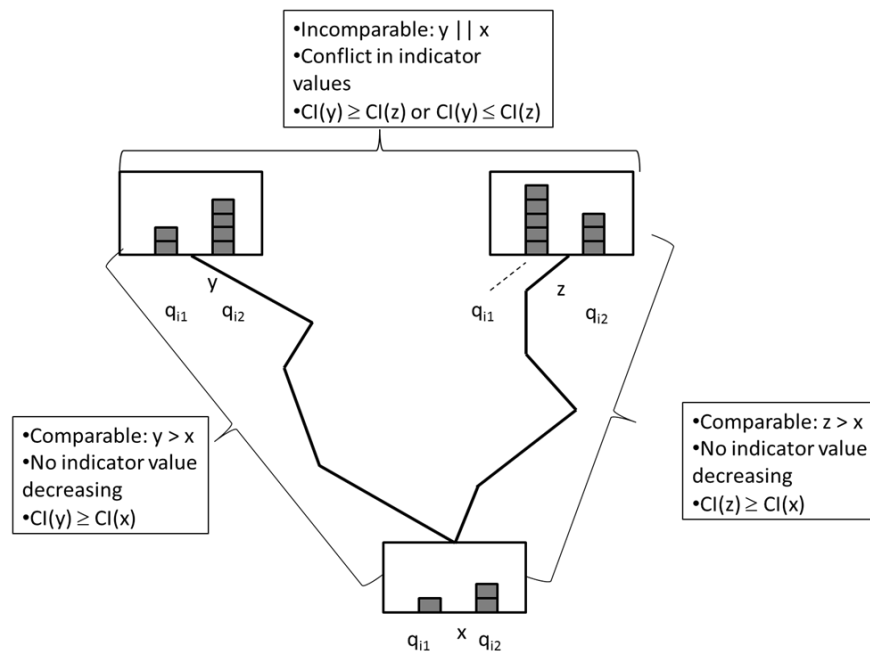 •Incomparable: y || x
•Conflict in indicator
values
•CI(y) ≥ CI(z) or CI(y) ≤ CI(z)
y
z
q_i1
q_i2
q_i1
q_i2
•Comparable: y > x
•No indicator value
decreasing
•CI(y) ≥ CI(x)
•Comparable: z > x
•No indicator value
decreasing
•CI(z) ≥ CI(x)
q_i1
x
q_i2